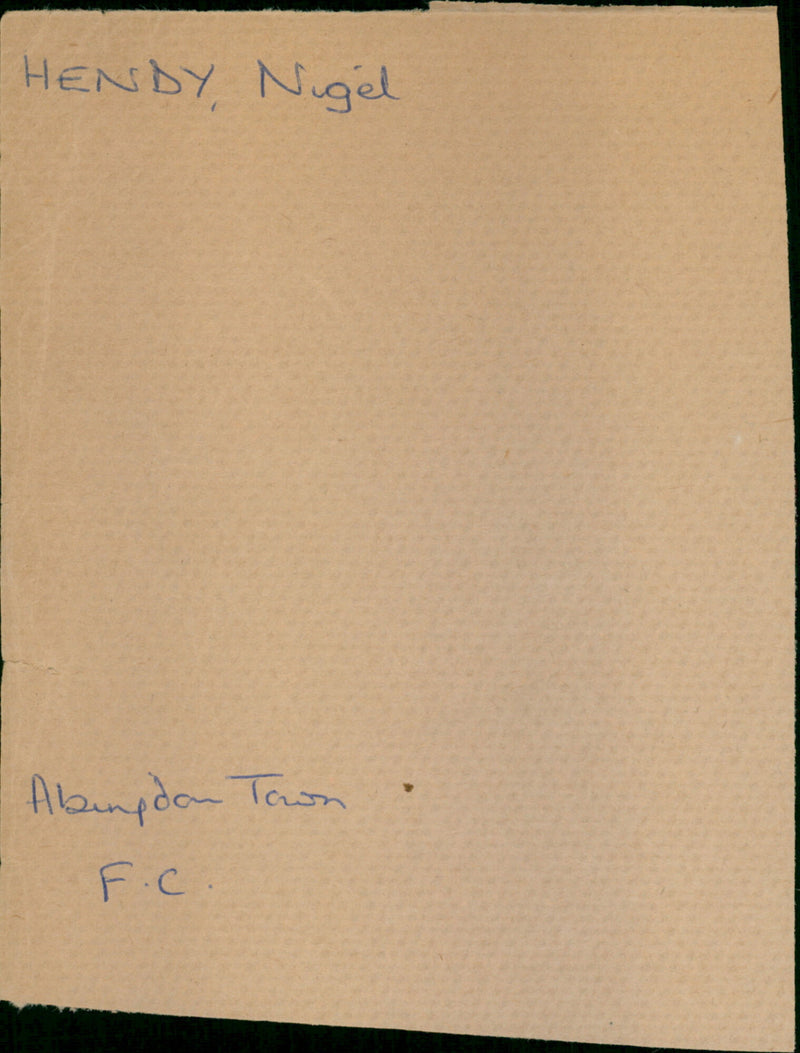 HENDY, Nigel
Abingdon Town
F.C.